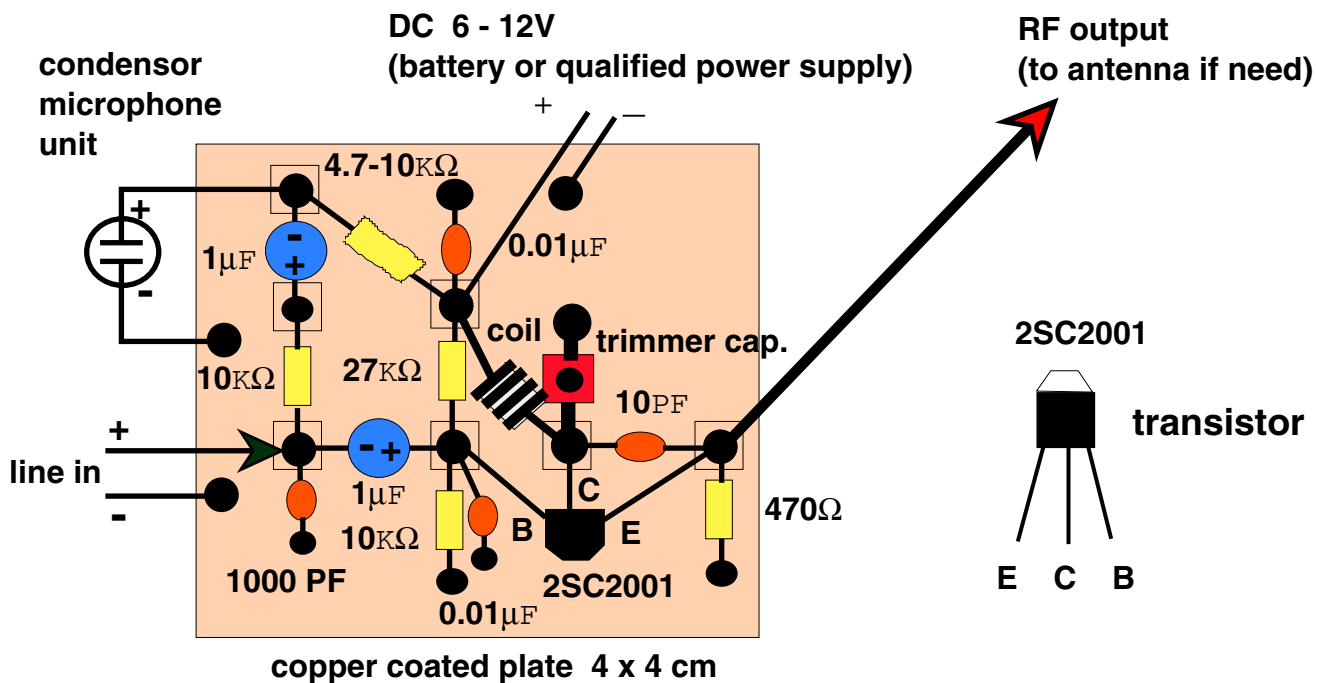 DC 6 - 12V
(battery or qualified power supply)
RF output
(to antenna if need)
condensor
microphone
unit
+
−
4.7-10KΩ
+
-
1μF
-
+
0.01μF
coil
trimmer cap.
2SC2001
10KΩ
27KΩ
10PF
transistor
+
line in
-
- +
1μF
C
B
E
470Ω
10KΩ
1000 PF
2SC2001
0.01μF
E C B
copper coated plate 4 x 4 cm